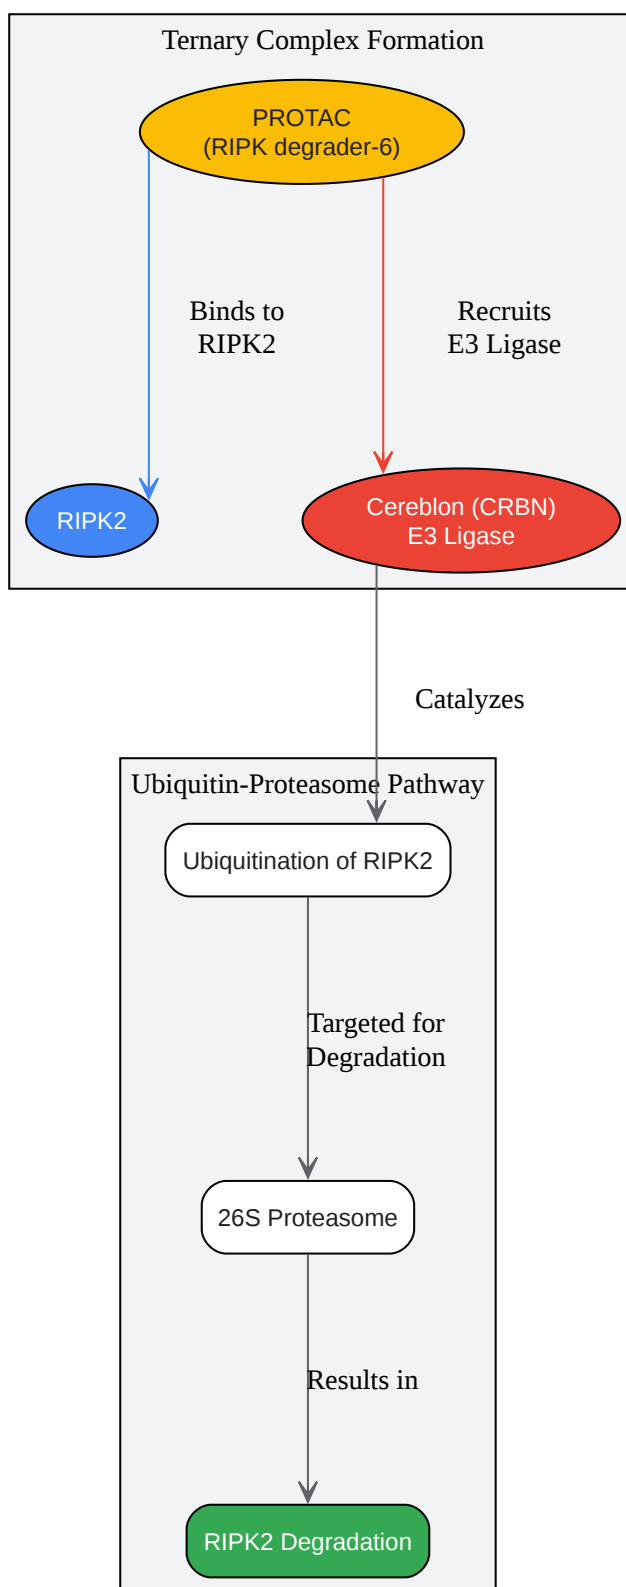 Ternary Complex Formation
PROTAC
(RIPK degrader-6)
Binds to
RIPK2
Recruits
E3 Ligase
RIPK2
Cereblon (CRBN)
E3 Ligase
Catalyzes
Ubiquitin-Proteasome Pathway
Ubiquitination of RIPK2
Targeted for
Degradation
26S Proteasome
Results in
RIPK2 Degradation